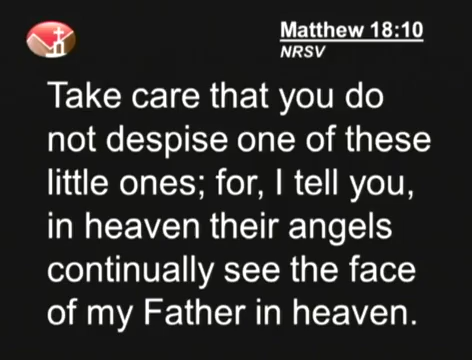 Matthew 18:10
NRSV
Take care that you do
not despise one of these
little ones; for, I tell you,
in heaven their angels
continually see the face
of my Father in heaven.